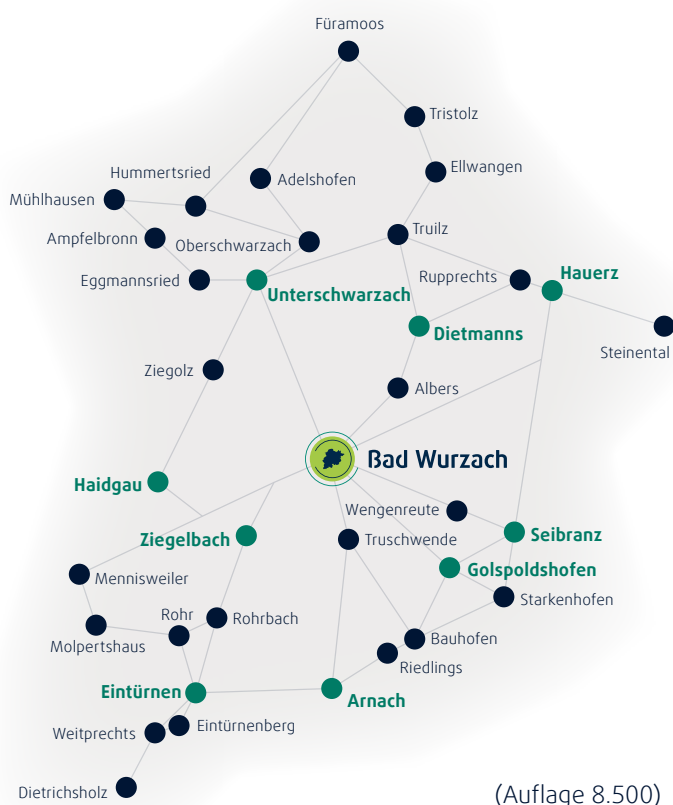 Füramoos
Tristolz
Ellwangen
Hummertsried
Adelshofen
Mühlhausen
Ampfelbronn
Oberschwarzach
Truilz
Eggmannsried
Unterschwarzach
Rupprechts
Hauerz
Dietmanns
Steinental
Ziegolz
Albers
Bad Wurzach
Haidgau
Wengenreute
Ziegelbach
Truschwende
Seibranz
Golspoldshofen
Mennisweiler
Starkenhofen
Rohr
Rohrbach
Molpertshaus
Bauhofen
Riedlings
Eintürnen
Arnach
Weitprechts
Eintürnenberg
Dietrichsholz
(Auflage 8.500)